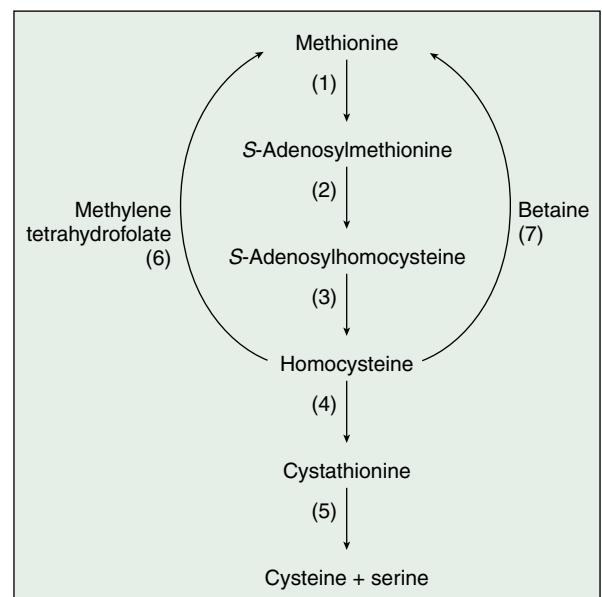 Methionine
(1)
S-Adenosylmethionine
(2)
Methylene
tetrahydrofolate
(6)
Betaine
(7)
S-Adenosylhomocysteine
(3)
Homocysteine
(4)
Cystathionine
(5)
Cysteine + serine